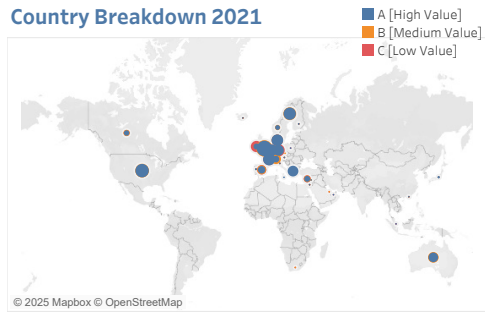 Country Breakdown 2021
A [High Value]
B [Medium Value]
C [Low Value]
© 2025 Mapbox © OpenStreetMap